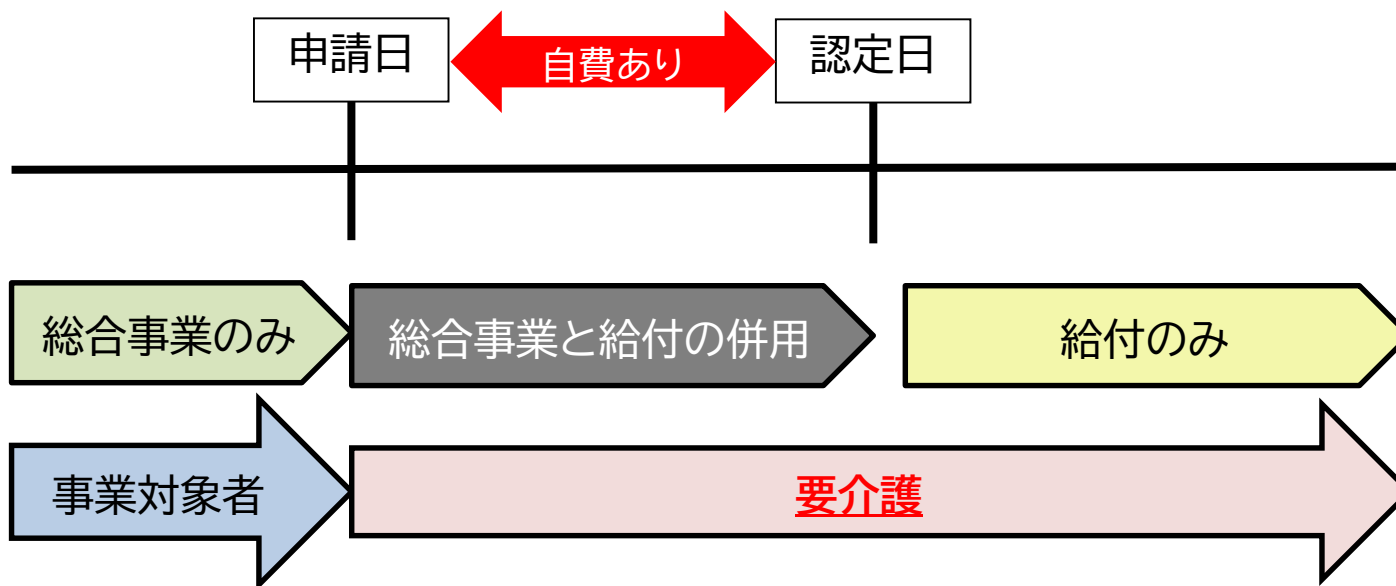 申請日
自費あり
認定日
総合事業のみ
総合事業と給付の併用
給付のみ
事業対象者
要介護